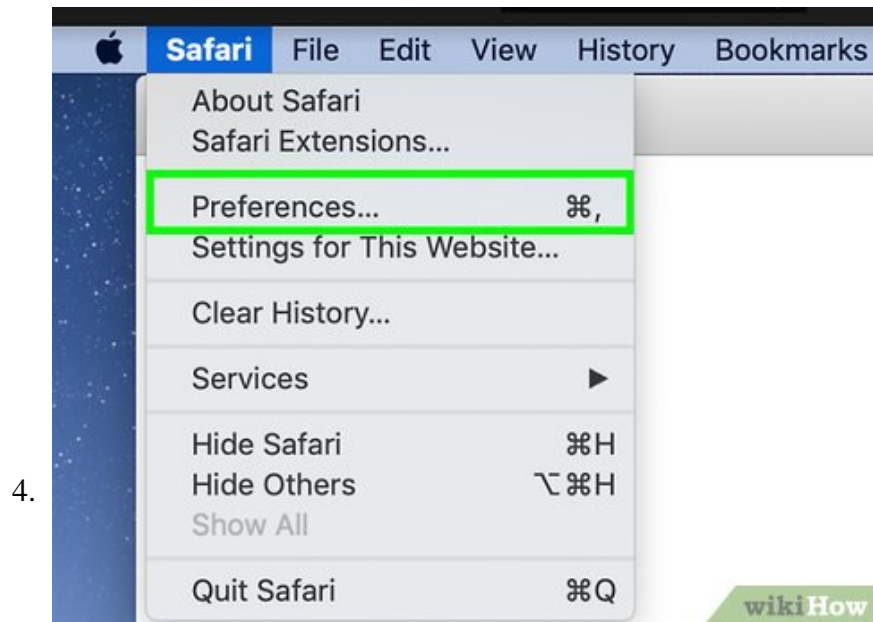 Safari File Edit View History Bookmarks
About Safari
Safari Extensions...
Preferences... ⌘,
Settings for This Website...
Clear History...
Services ▶
Hide Safari ⌘H
Hide Others ⌥⌘H
Show All
Quit Safari ⌘Q
4.
wikiHow